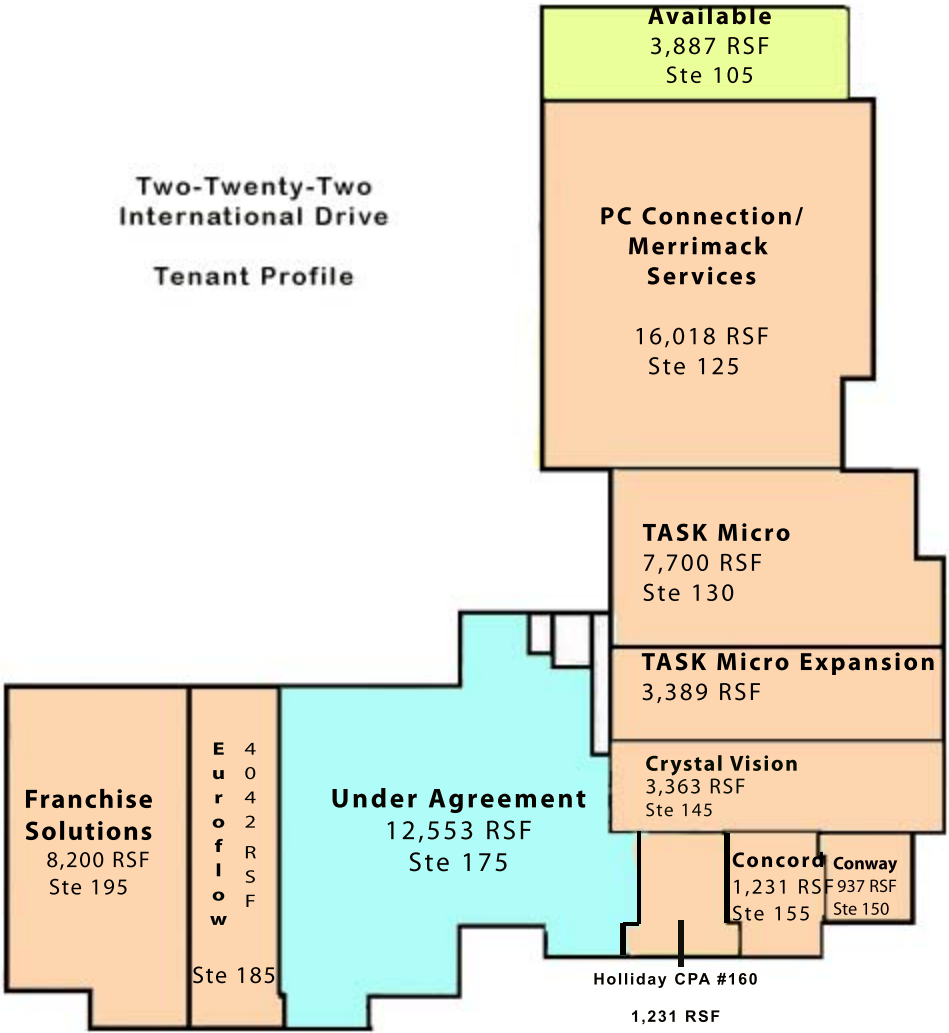 Available
3,887 RSF
Ste 105
Two-Twenty-Two
International Drive
Tenant Profile
PC Connection/
Merrimack
Services
16,018 RSF
Ste 125
TASK Micro
7,700 RSF
Ste 130
TASK Micro Expansion
3,389 RSF
Crystal Vision
3,363 RSF
Ste 145
Franchise
Solutions
8,200 RSF
Ste 195
Euroflow
4042 RSF
Ste 185
Under Agreement
12,553 RSF
Ste 175
Concord
1,231 RSF
Ste 155
Conway
937 RSF
Ste 150
Holliday CPA #160
1,231 RSF